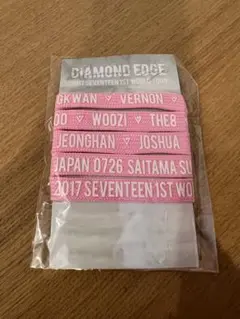 DIAMOND EDGE
SEVENTEEN 1ST WORLD
GKWAN ♡ VERNON ♡
OO ♡ WOOZI ♡ THE8
JEONGHAN ♡ JOSHUA
JAPAN 0726 SAITAMA SU
2017 SEVENTEEN 1ST WO